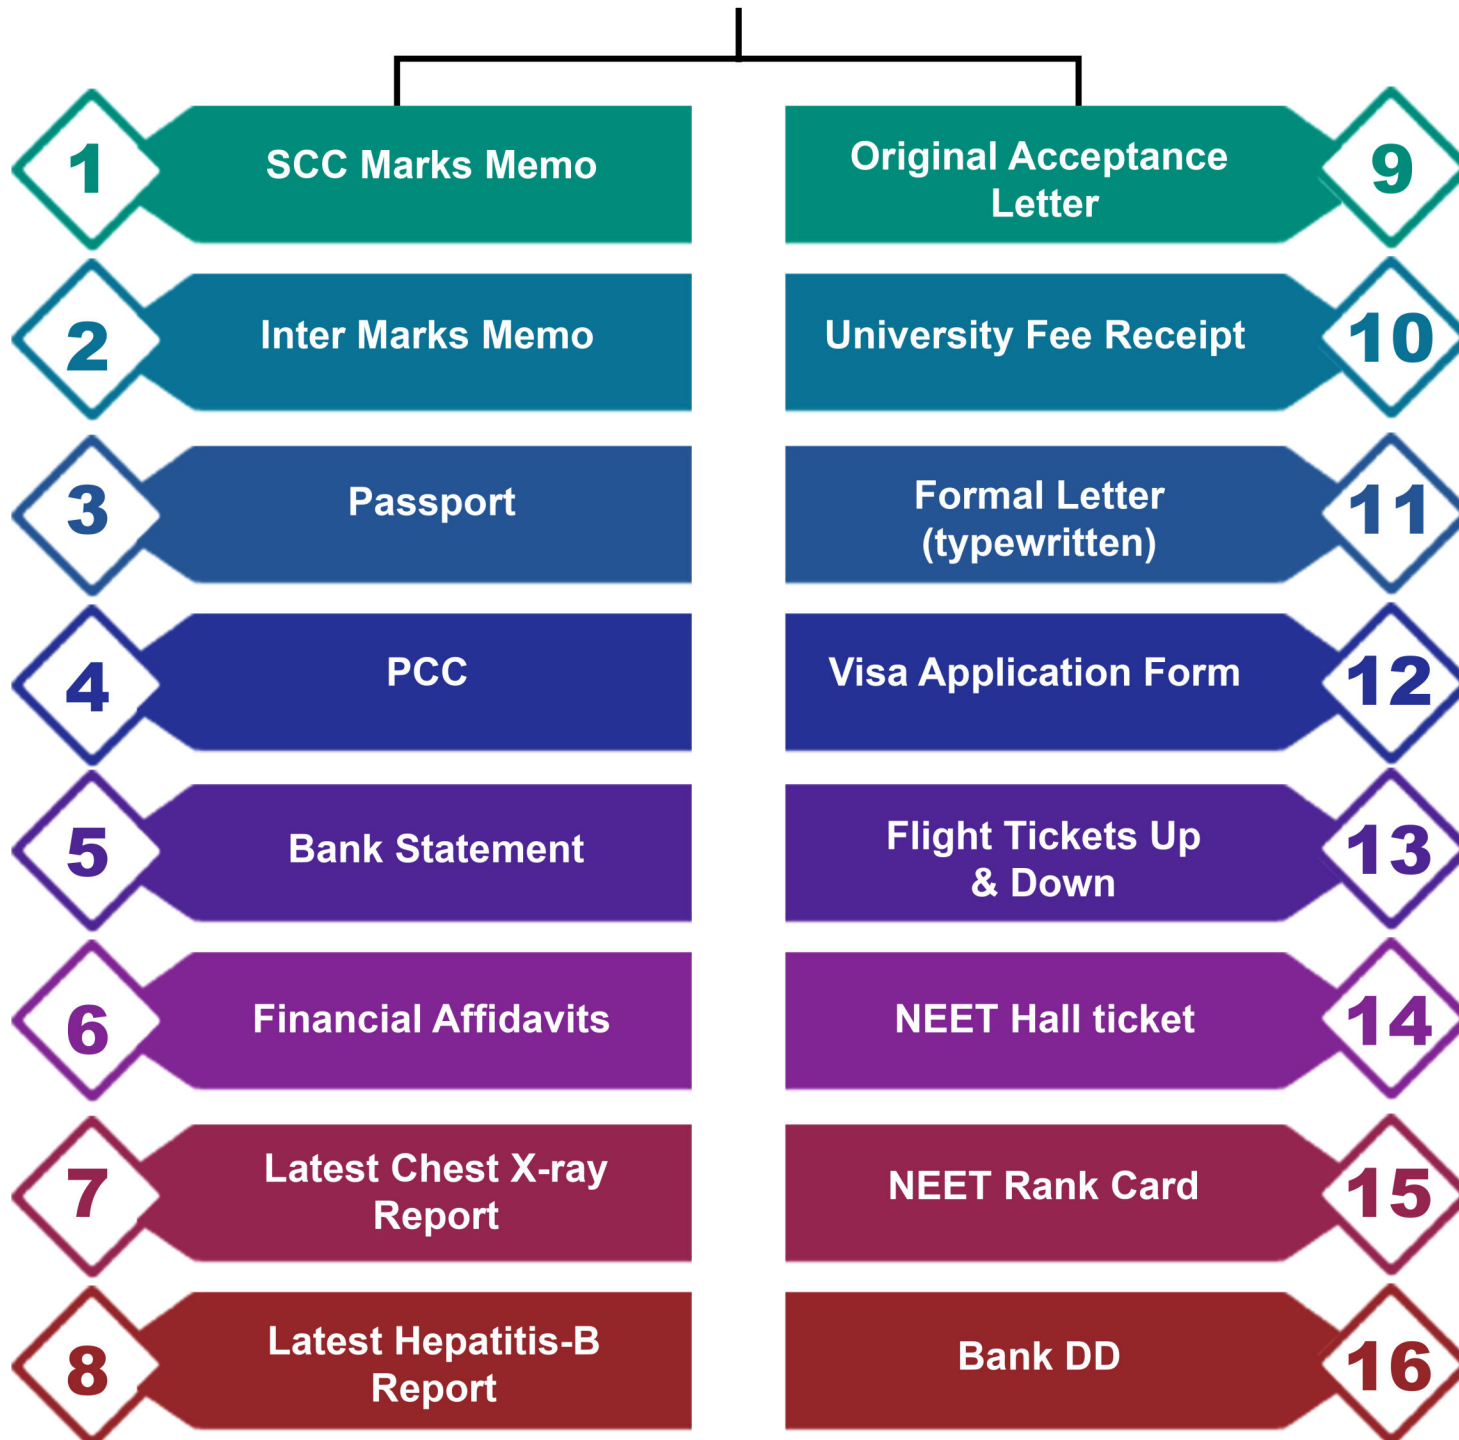 1
SCC Marks Memo
2
Inter Marks Memo
3
Passport
4
PCC
5
Bank Statement
6
Financial Affidavits
7
Latest Chest X-ray
Report
8
Latest Hepatitis-B
Report
Original Acceptance
Letter
9
University Fee Receipt
10
Formal Letter
(typewritten)
11
Visa Application Form
12
Flight Tickets Up
& Down
13
NEET Hall ticket
14
NEET Rank Card
15
Bank DD
16